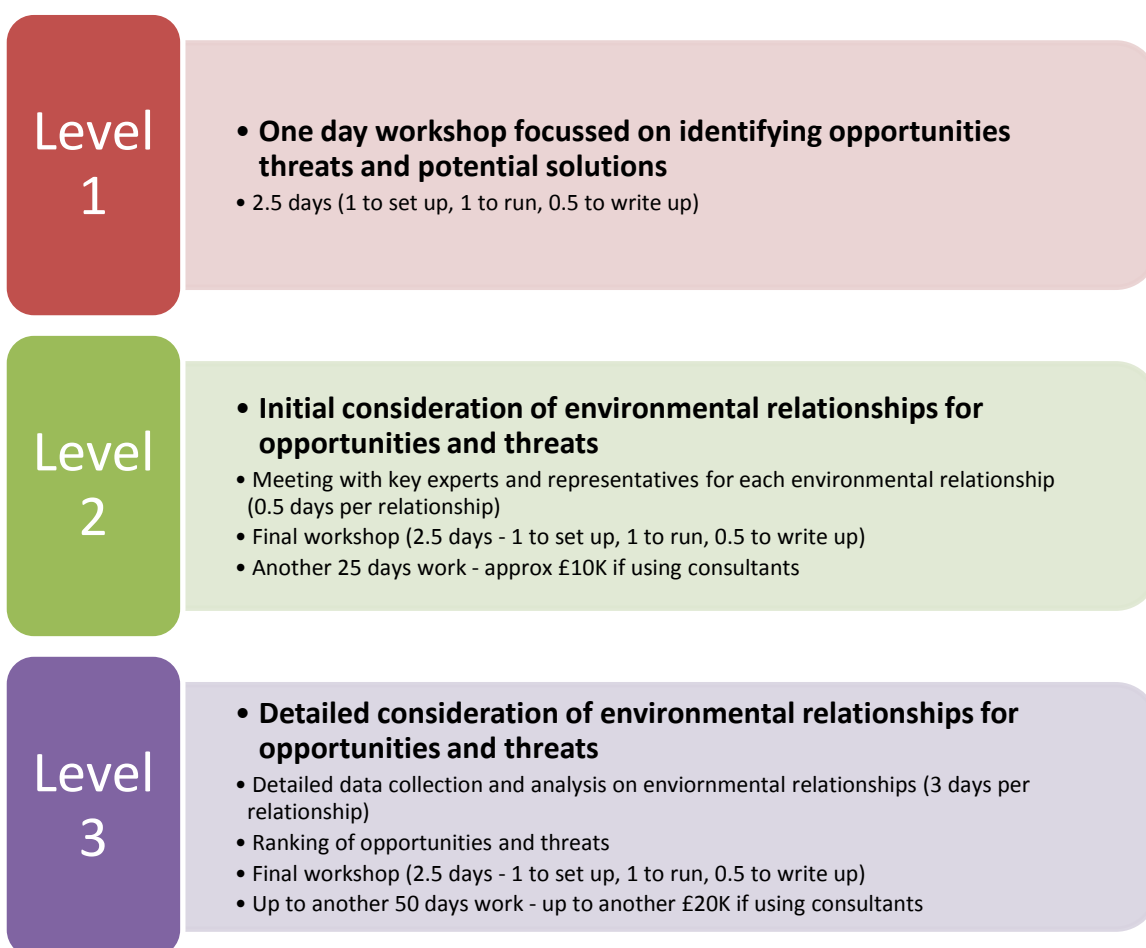 Level
1
• One day workshop focussed on identifying opportunities
threats and potential solutions
• 2.5 days (1 to set up, 1 to run, 0.5 to write up)
Level
2
• Initial consideration of environmental relationships for
opportunities and threats
• Meeting with key experts and representatives for each environmental relationship
(0.5 days per relationship)
• Final workshop (2.5 days - 1 to set up, 1 to run, 0.5 to write up)
• Another 25 days work - approx £10K if using consultants
Level
3
• Detailed consideration of environmental relationships for
opportunities and threats
• Detailed data collection and analysis on enviornmental relationships (3 days per
relationship)
• Ranking of opportunities and threats
• Final workshop (2.5 days - 1 to set up, 1 to run, 0.5 to write up)
• Up to another 50 days work - up to another £20K if using consultants